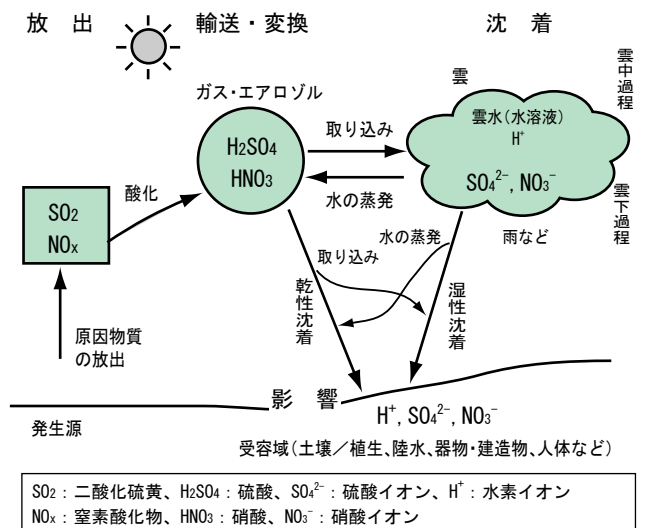 放 出
輸送・変換
沈 着
雲
雲中過程
ガス・エアロゾル
雲水(水溶液)
H⁺
SO₄²⁻, NO₃⁻
取り込み
H₂SO₄
HNO₃
水の蒸発
雲下過程
酸化
SO₂
NOx
雨など
水の蒸発
取り込み
乾性沈着
湿性沈着
原因物質
の放出
影 響
H⁺, SO₄²⁻, NO₃⁻
発生源
受容域(土壌/植生、陸水、器物・建造物、人体など)
SO₂：二酸化硫黄、H₂SO₄：硫酸、SO₄²⁻：硫酸イオン、H⁺：水素イオン
NOx：窒素酸化物、HNO₃：硝酸、NO₃⁻：硝酸イオン